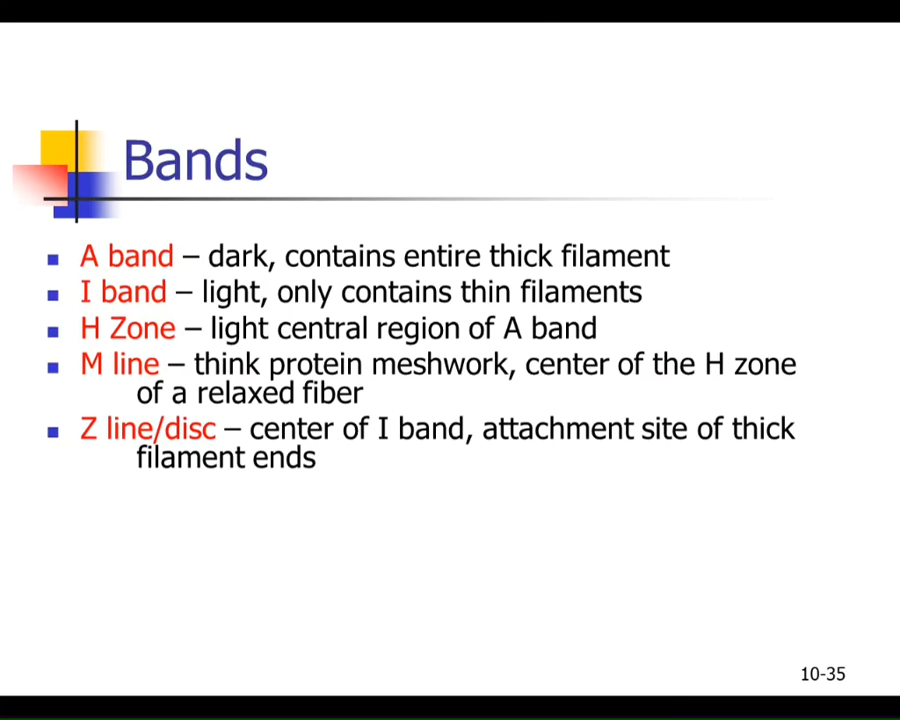 Bands
A band – dark, contains entire thick filament
I band – light, only contains thin filaments
H Zone – light central region of A band
M line – think protein meshwork, center of the H zone
of a relaxed fiber
Z line/disc – center of I band, attachment site of thick
filament ends
10-35